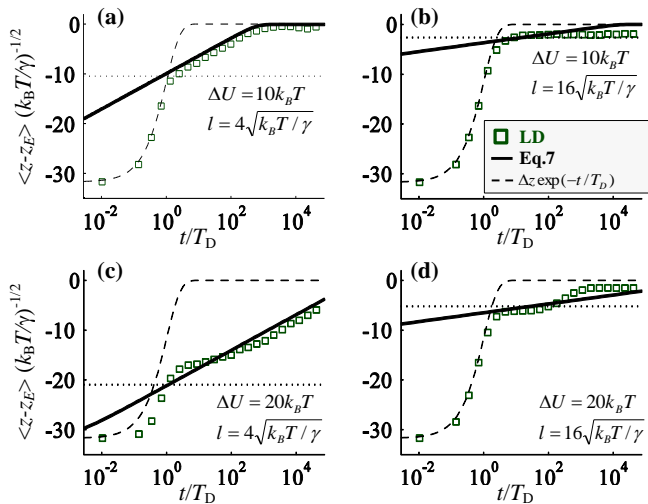 (a)
0
-10
-20
-30
<z-z_E> (k_BT/γ)^{-1/2}
ΔU = 10k_BT
l = 4√(k_BT/γ)
10^{-2} 10^0 10^2 10^4
t/T_D
(b)
0
-10
-20
-30
ΔU = 10k_BT
l = 16√(k_BT/γ)
LD
Eq.7
Δz exp(-t/T_D)
10^{-2} 10^0 10^2 10^4
t/T_D
(c)
0
-10
-20
-30
<z-z_E> (k_BT/γ)^{-1/2}
ΔU = 20k_BT
l = 4√(k_BT/γ)
10^{-2} 10^0 10^2 10^4
t/T_D
(d)
0
-10
-20
-30
ΔU = 20k_BT
l = 16√(k_BT/γ)
10^{-2} 10^0 10^2 10^4
t/T_D